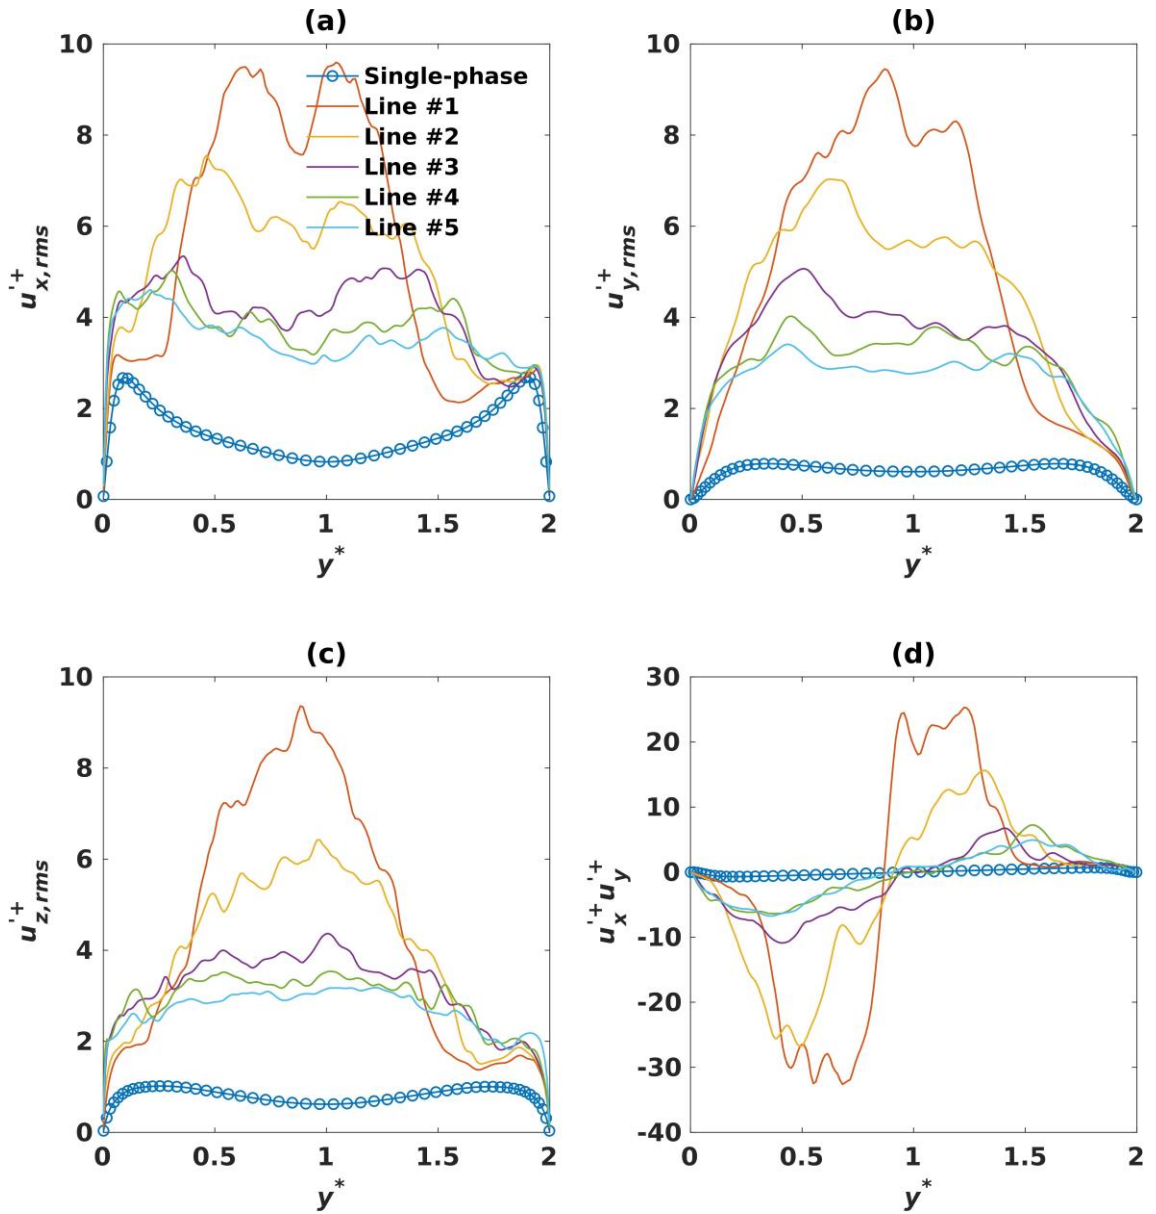 (a)
10
8
6
4
2
0
0 0.5 1 1.5 2
y*
u'+x,rms
Single-phase
Line #1
Line #2
Line #3
Line #4
Line #5
(b)
10
8
6
4
2
0
0 0.5 1 1.5 2
y*
u'+y,rms
(c)
10
8
6
4
2
0
0 0.5 1 1.5 2
y*
u'+z,rms
(d)
30
20
10
0
-10
-20
-30
-40
0 0.5 1 1.5 2
y*
u'+x u'+y